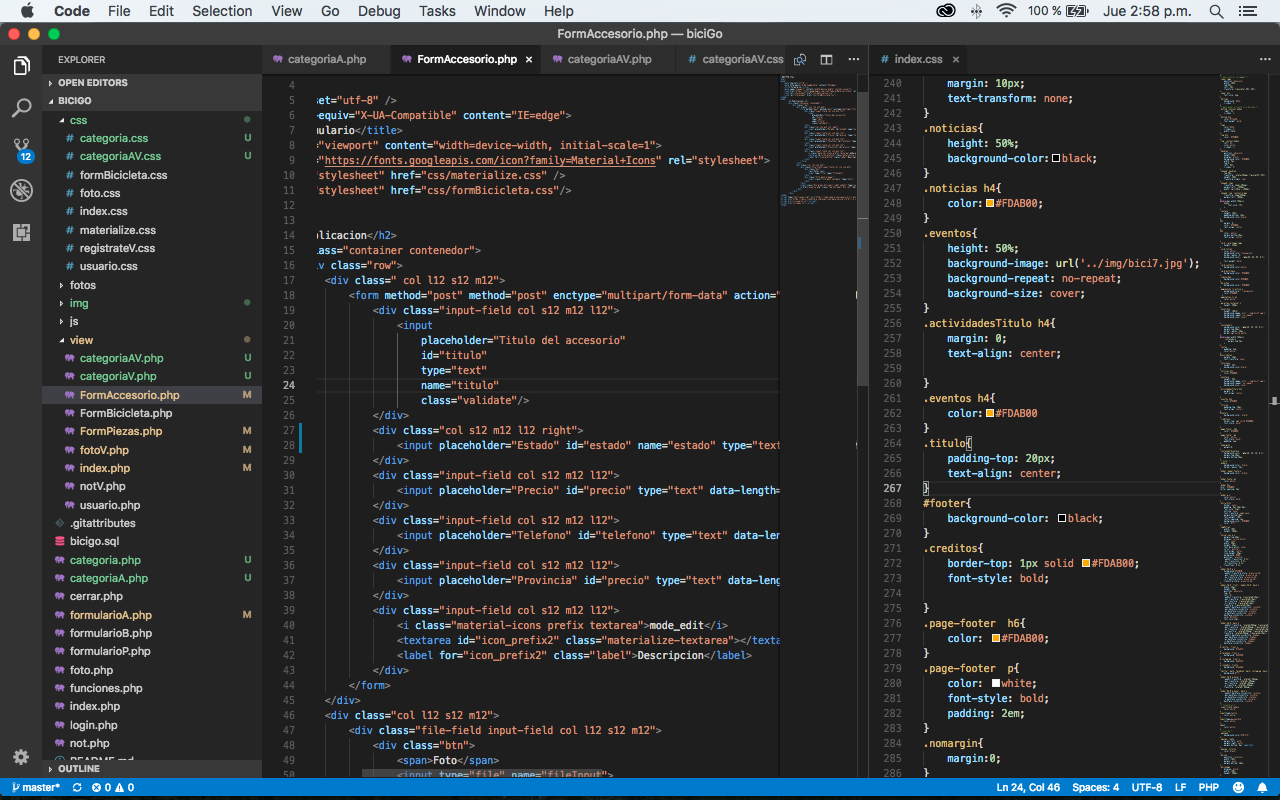 Code File Edit Selection View Go Debug Tasks Window Help 100 % Jue 2:58 p.m.
FormAccesorio.php — biciGo
EXPLORER
OPEN EDITORS
BICIGO
css
categoria.css U
categoriaAV.css U
formBicicleta.css
foto.css
index.css
materialize.css
registrateV.css
usuario.css
fotos
img
js
view
categoriaAV.php U
categoriaV.php U
FormAccesorio.php M
FormBicicleta.php
FormPiezas.php M
fotoV.php M
index.php M
notV.php
usuario.php
.gitattributes
bicigo.sql
categoria.php U
categoriaA.php U
cerrar.php
formularioA.php M
formularioB.php
formularioP.php
foto.php
funciones.php
index.php
login.php
not.php
README.md
OUTLINE
12
categoriaA.php FormAccesorio.php × categoriaAV.php categoriaAV.css
4
5 set="utf-8" />
6 equiv="X-UA-Compatible" content="IE=edge">
7 mulario</title>
8 ="viewport" content="width=device-width, initial-scale=1">
9 ="https://fonts.googleapis.com/icon?family=Material+Icons" rel="stylesheet">
10 "stylesheet" href="css/materialize.css" />
11 "stylesheet" href="css/formBicicleta.css"/>
12
13
14 plicacion</h2>
15 lass="container contenedor">
16 v class="row">
17 <div class=" col l12 s12 m12">
18 <form method="post" method="post" enctype="multipart/form-data" action="
19 <div class="input-field col s12 m12 l12">
20 <input
21 placeholder="Titulo del accesorio"
22 id="titulo"
23 type="text"
24 name="titulo"
25 class="validate"/>
26 </div>
27 <div class="col s12 m12 l12 right">
28 <input placeholder="Estado" id="estado" name="estado" type="text
29 </div>
30 <div class="input-field col s12 m12 l12">
31 <input placeholder="Precio" id="precio" type="text" data-length=
32 </div>
33 <div class="input-field col s12 m12 l12">
34 <input placeholder="Telefono" id="telefono" type="text" data-len
35 </div>
36 <div class="input-field col s12 m12 l12">
37 <input placeholder="Provincia" id="precio" type="text" data-leng
38 </div>
39 <div class="input-field col s12 m12 l12">
40 <i class="material-icons prefix textarea">mode_edit</i>
41 <textarea id="icon_prefix2" class="materialize-textarea"></texta
42 <label for="icon_prefix2" class="label">Descripcion</label>
43 </div>
44 </form>
45 </div>
46 <div class="col l12 s12 m12">
47 <div class="file-field input-field col l12 s12 m12">
48 <div class="btn">
49 <span>Foto</span>
50 <input type="file" name="fileInput">
index.css ×
240 margin: 10px;
241 text-transform: none;
242 }
243 .noticias{
244 height: 50%;
245 background-color: black;
246 }
247 .noticias h4{
248 color: #FDAB00;
249 }
250 .eventos{
251 height: 50%;
252 background-image: url('../img/bici7.jpg');
253 background-repeat: no-repeat;
254 background-size: cover;
255 }
256 .actividadesTitulo h4{
257 margin: 0;
258 text-align: center;
259
260 }
261 .eventos h4{
262 color: #FDAB00
263 }
264 .titulo{
265 padding-top: 20px;
266 text-align: center;
267 }
268 #footer{
269 background-color: black;
270 }
271 .creditos{
272 border-top: 1px solid #FDAB00;
273 font-style: bold;
274
275 }
276 .page-footer h6{
277 color: #FDAB00;
278 }
279 .page-footer p{
280 color: white;
281 font-style: bold;
282 padding: 2em;
283 }
284 .nomargin{
285 margin:0;
286 }
master* 0 0 Ln 24, Col 46 Spaces: 4 UTF-8 LF PHP